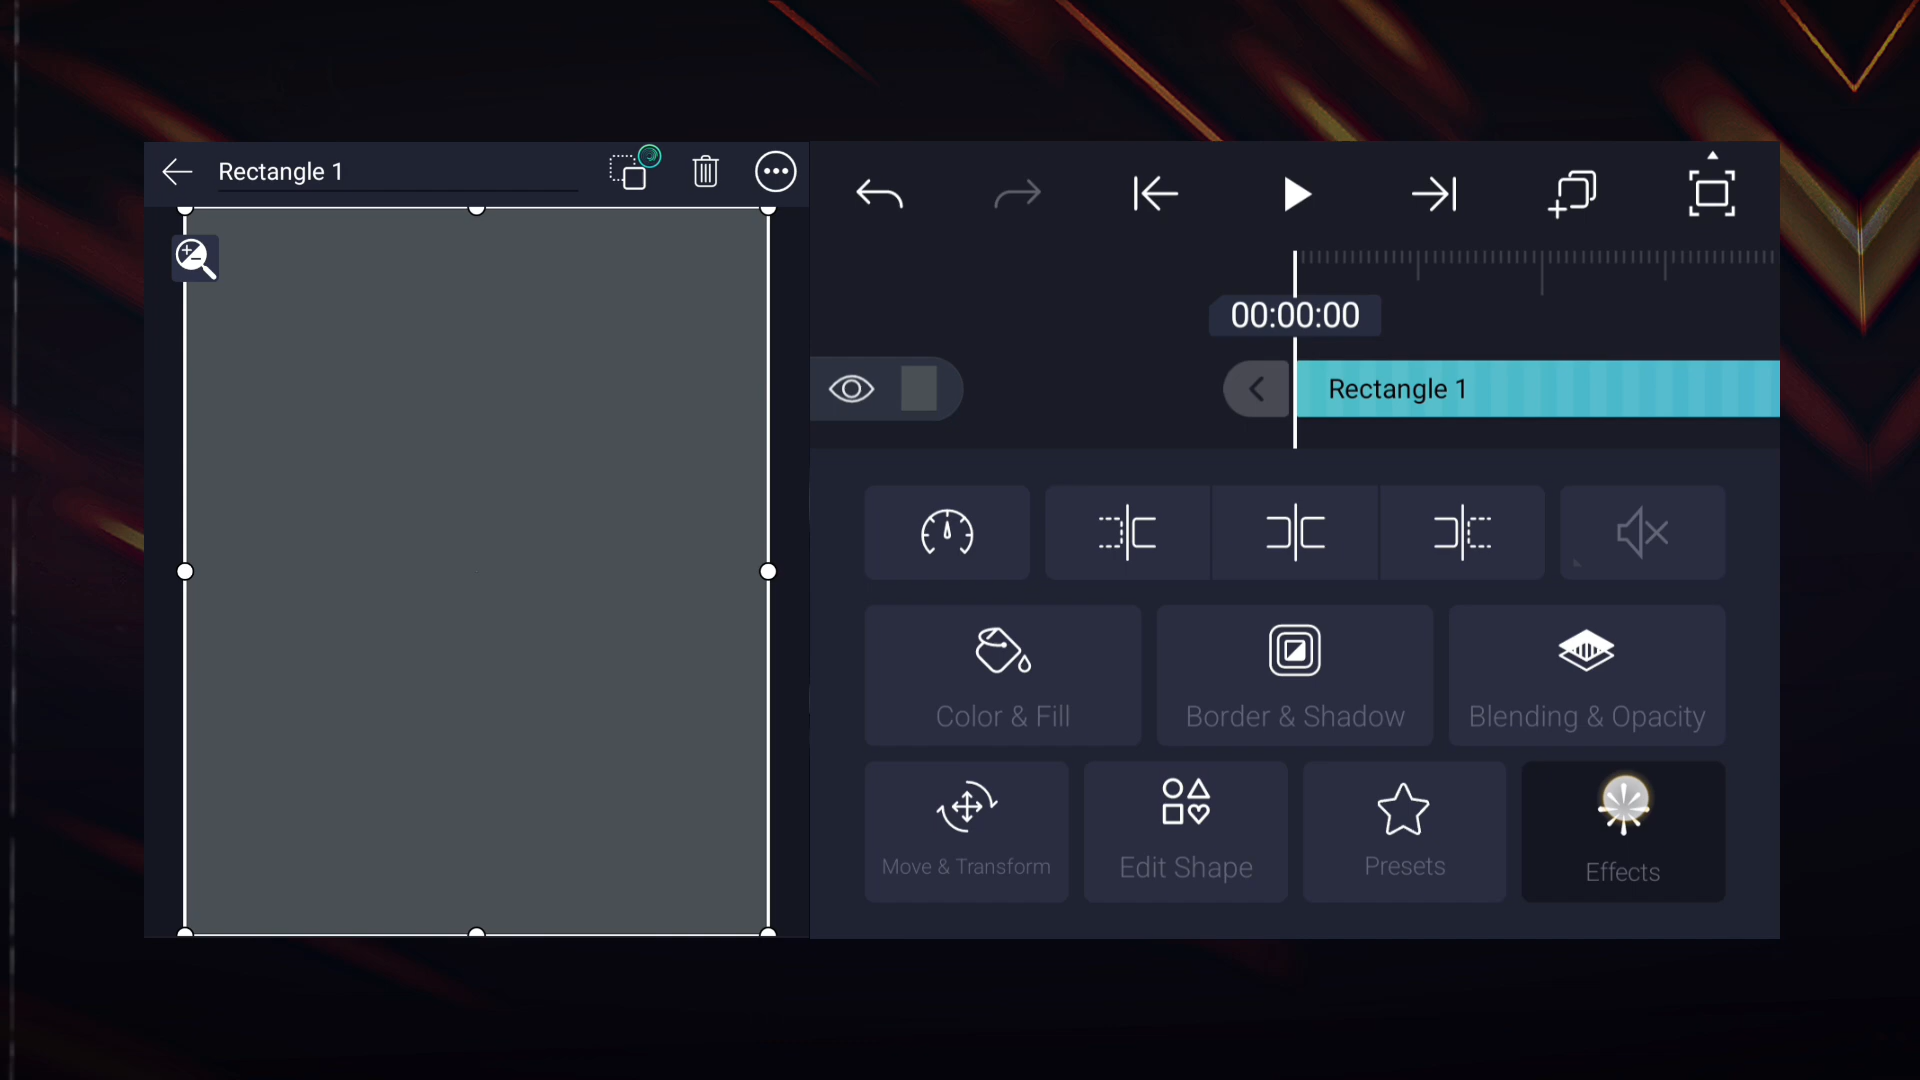 Rectangle 1
00:00:00
Rectangle 1
Color & Fill
Border & Shadow
Blending & Opacity
Move & Transform
Edit Shape
Presets
Effects